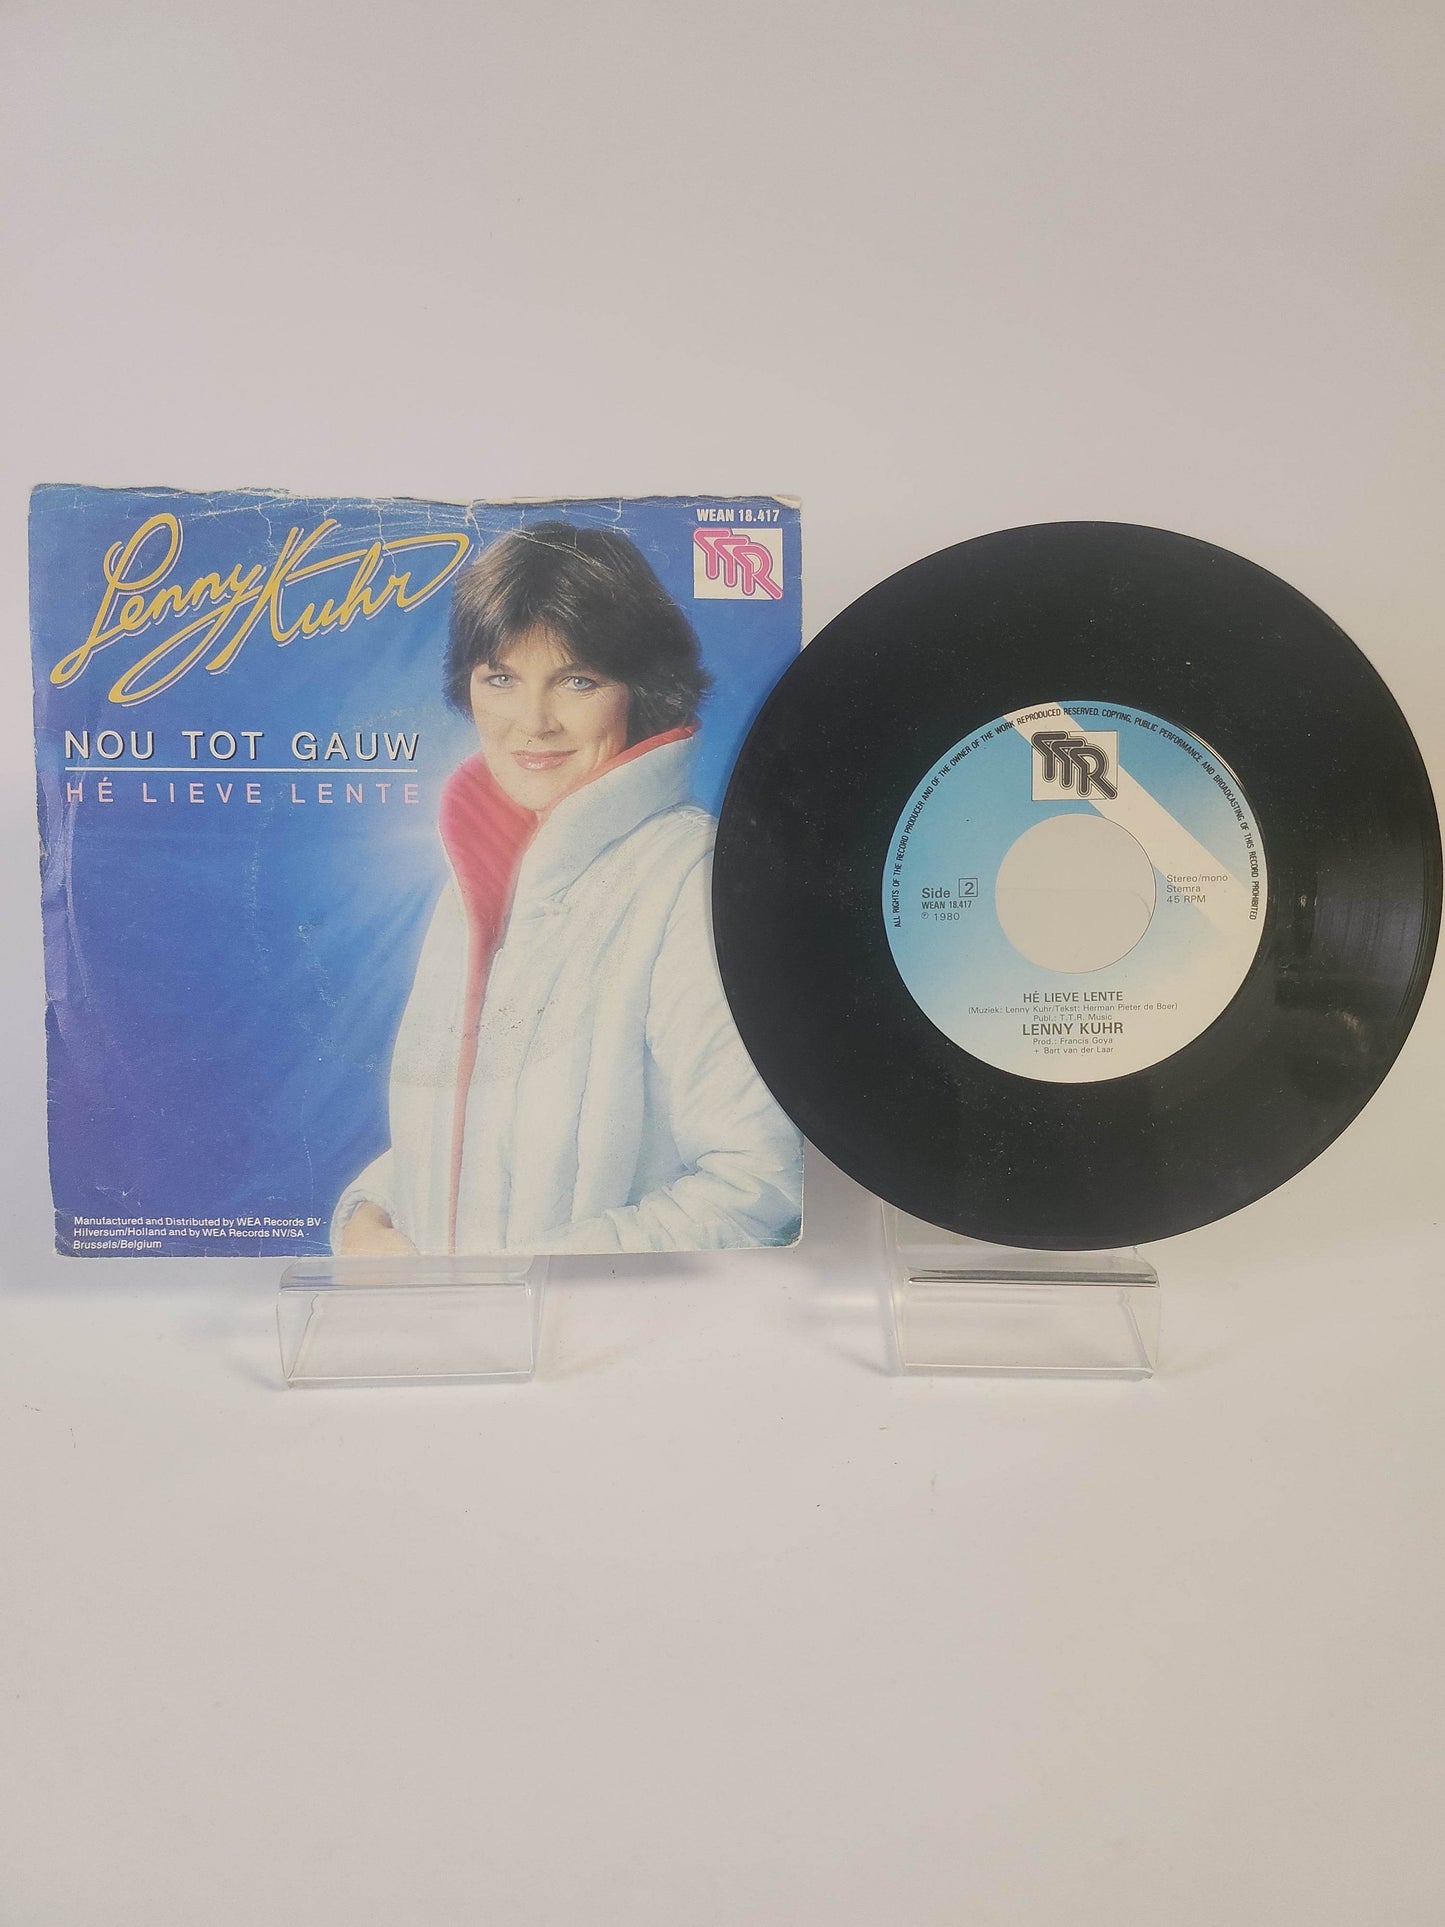 Lenny Kuhr
WEAN 18.417
TTR
NOU TOT GAUW
HÉ LIEVE LENTE
Manufactured and Distributed by WEA Records BV -
Hilversum/Holland and by WEA Records NV/SA -
Brussels/Belgium
ALL RIGHTS OF THE RECORD PRODUCER AND OF THE OWNER OF THE WORK REPRODUCED RESERVED. COPYING, PUBLIC PERFORMANCE AND BROADCASTING OF THIS RECORD PROHIBITED
TTR
Side 2
WEAN 18.417
℗ 1980
Stereo/mono
Stemra
45 RPM
HÉ LIEVE LENTE
(Muziek: Lenny Kuhr/Tekst: Herman Pieter de Boer)
Publ.: T.T.R. Music
LENNY KUHR
Prod.: Francis Goya
+ Bart van der Laar